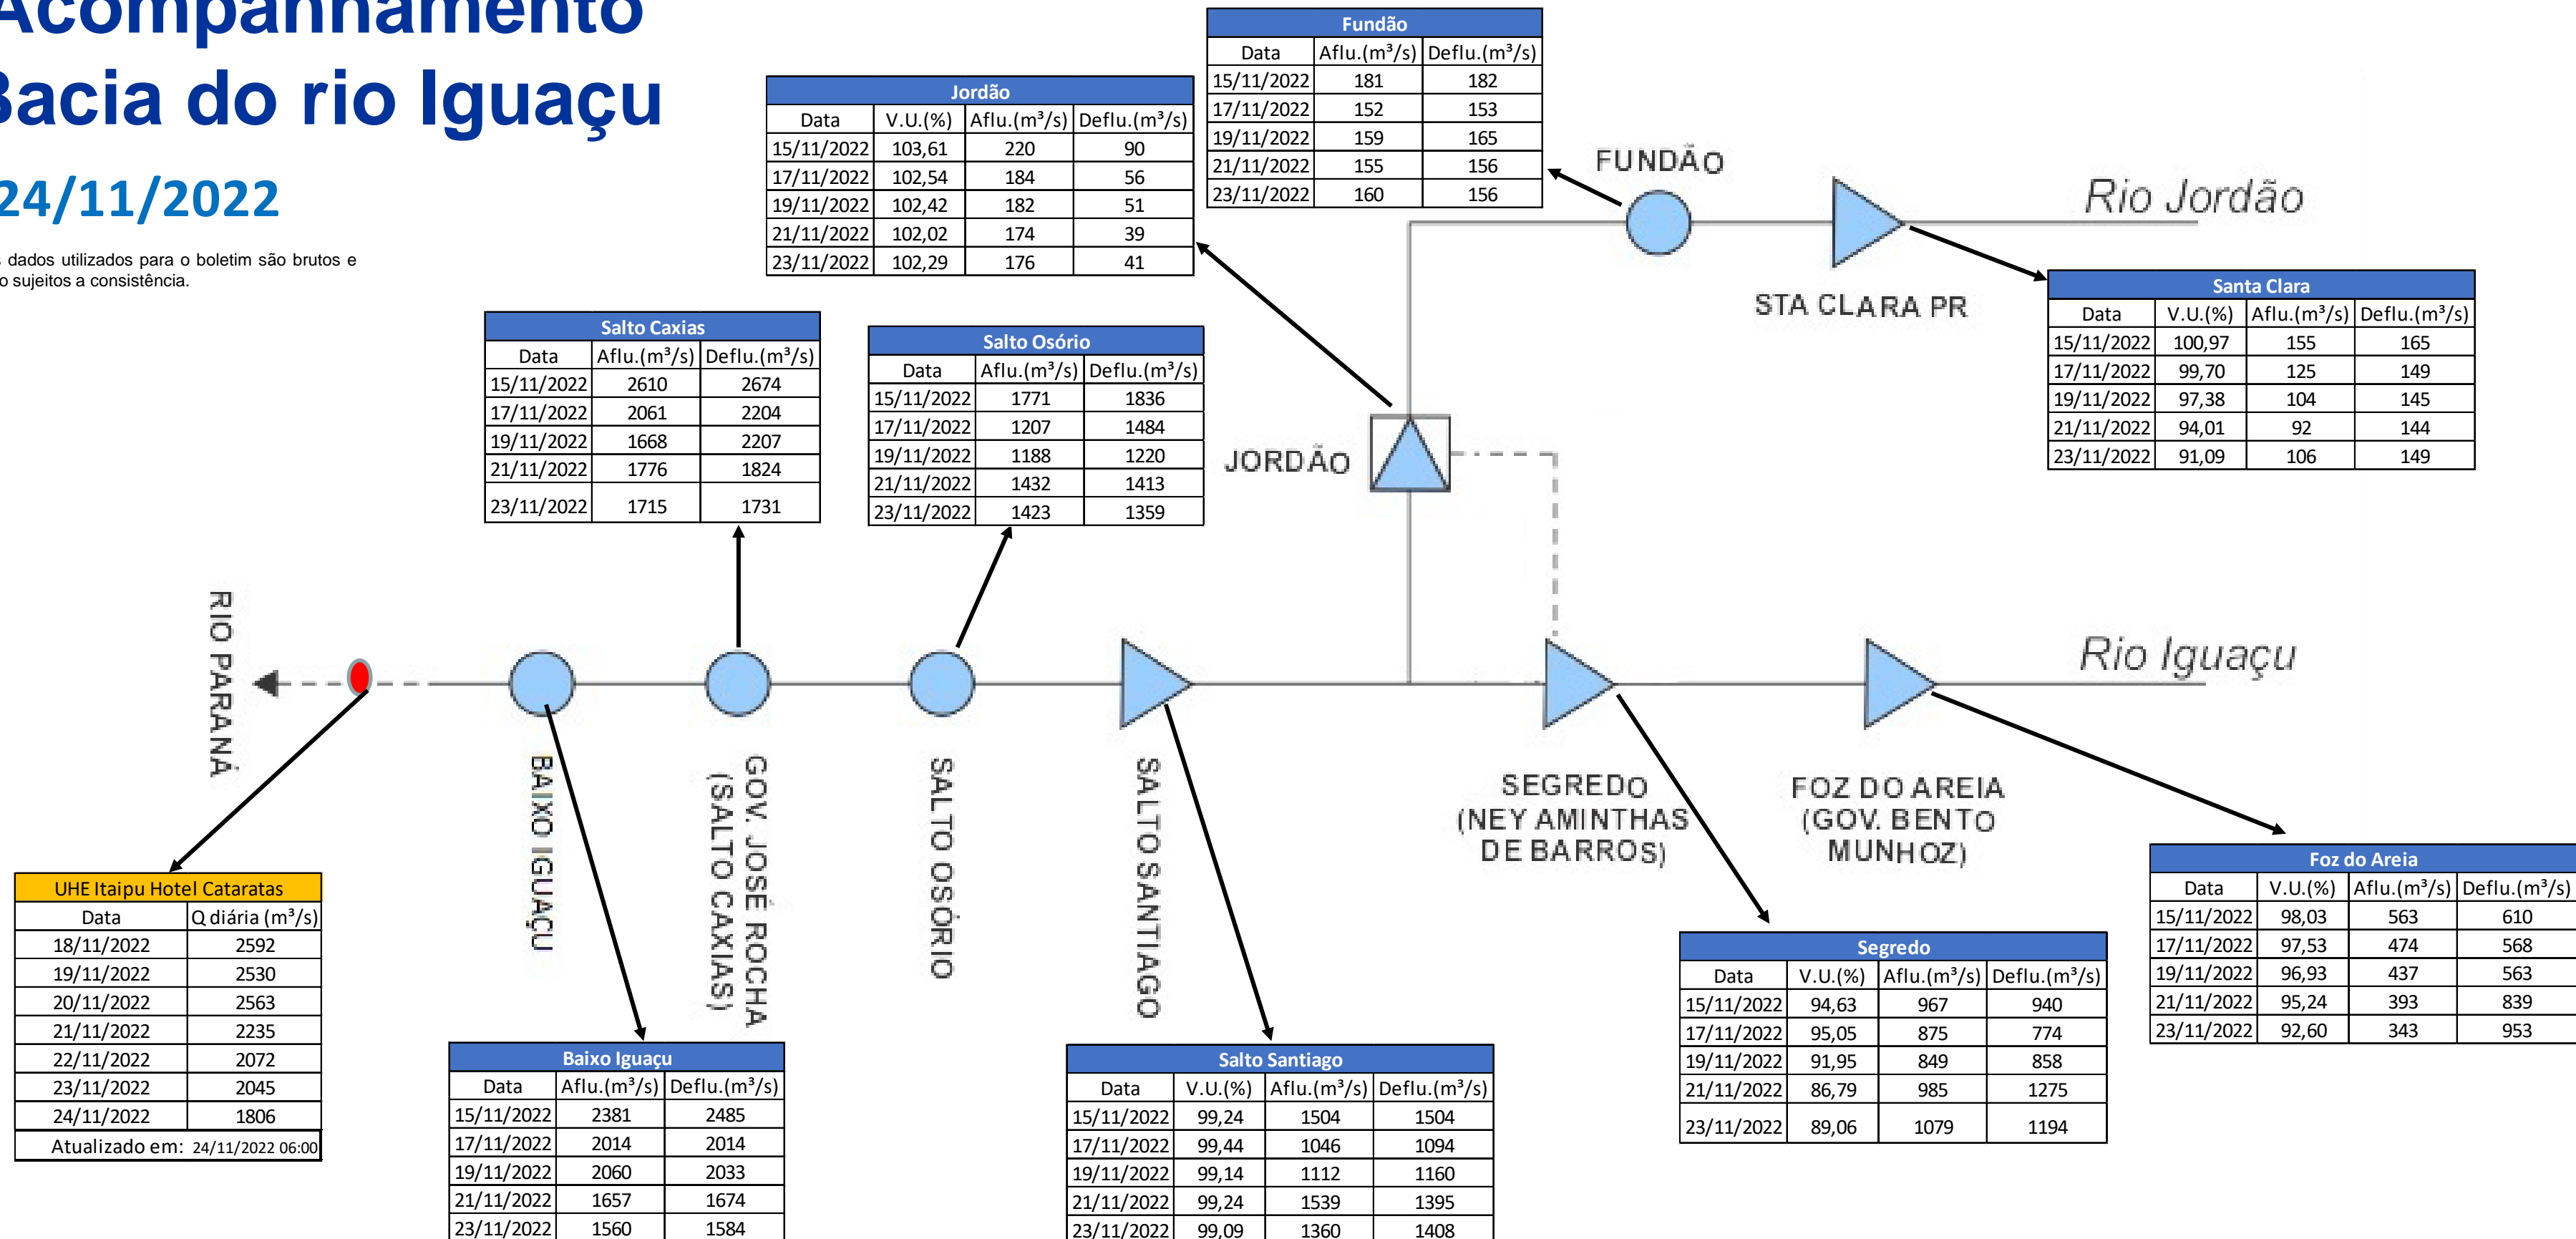 Acompanhamento
Bacia do rio Iguaçu
24/11/2022
dados utilizados para o boletim são brutos e
sujeitos a consistência.
Fundão
Data Aflu.(m³/s) Deflu.(m³/s)
15/11/2022 181 182
17/11/2022 152 153
19/11/2022 159 165
21/11/2022 155 156
23/11/2022 160 156
Jordão
Data V.U.(%) Aflu.(m³/s) Deflu.(m³/s)
15/11/2022 103,61 220 90
17/11/2022 102,54 184 56
19/11/2022 102,42 182 51
21/11/2022 102,02 174 39
23/11/2022 102,29 176 41
FUNDÃO
Rio Jordão
STA CLARA PR
Santa Clara
Data V.U.(%) Aflu.(m³/s) Deflu.(m³/s)
15/11/2022 100,97 155 165
17/11/2022 99,70 125 149
19/11/2022 97,38 104 145
21/11/2022 94,01 92 144
23/11/2022 91,09 106 149
Salto Caxias
Data Aflu.(m³/s) Deflu.(m³/s)
15/11/2022 2610 2674
17/11/2022 2061 2204
19/11/2022 1668 2207
21/11/2022 1776 1824
23/11/2022 1715 1731
Salto Osório
Data Aflu.(m³/s) Deflu.(m³/s)
15/11/2022 1771 1836
17/11/2022 1207 1484
19/11/2022 1188 1220
21/11/2022 1432 1413
23/11/2022 1423 1359
JORDÃO
RIO PARANÁ
Rio Iguaçu
BAIXO IGUAÇU
GOV. JOSÉ ROCHA
(SALTO CAXIAS)
SALTO OSÓRIO
SALTO SANTIAGO
SEGREDO
(NEY AMINTHAS
DE BARROS)
FOZ DO AREIA
(GOV. BENTO
MUNHOZ)
UHE Itaipu Hotel Cataratas
Data Q diária (m³/s)
18/11/2022 2592
19/11/2022 2530
20/11/2022 2563
21/11/2022 2235
22/11/2022 2072
23/11/2022 2045
24/11/2022 1806
Atualizado em: 24/11/2022 06:00
Baixo Iguaçu
Data Aflu.(m³/s) Deflu.(m³/s)
15/11/2022 2381 2485
17/11/2022 2014 2014
19/11/2022 2060 2033
21/11/2022 1657 1674
23/11/2022 1560 1584
Salto Santiago
Data V.U.(%) Aflu.(m³/s) Deflu.(m³/s)
15/11/2022 99,24 1504 1504
17/11/2022 99,44 1046 1094
19/11/2022 99,14 1112 1160
21/11/2022 99,24 1539 1395
23/11/2022 99,09 1360 1408
Segredo
Data V.U.(%) Aflu.(m³/s) Deflu.(m³/s)
15/11/2022 94,63 967 940
17/11/2022 95,05 875 774
19/11/2022 91,95 849 858
21/11/2022 86,79 985 1275
23/11/2022 89,06 1079 1194
Foz do Areia
Data V.U.(%) Aflu.(m³/s) Deflu.(m³/s)
15/11/2022 98,03 563 610
17/11/2022 97,53 474 568
19/11/2022 96,93 437 563
21/11/2022 95,24 393 839
23/11/2022 92,60 343 953